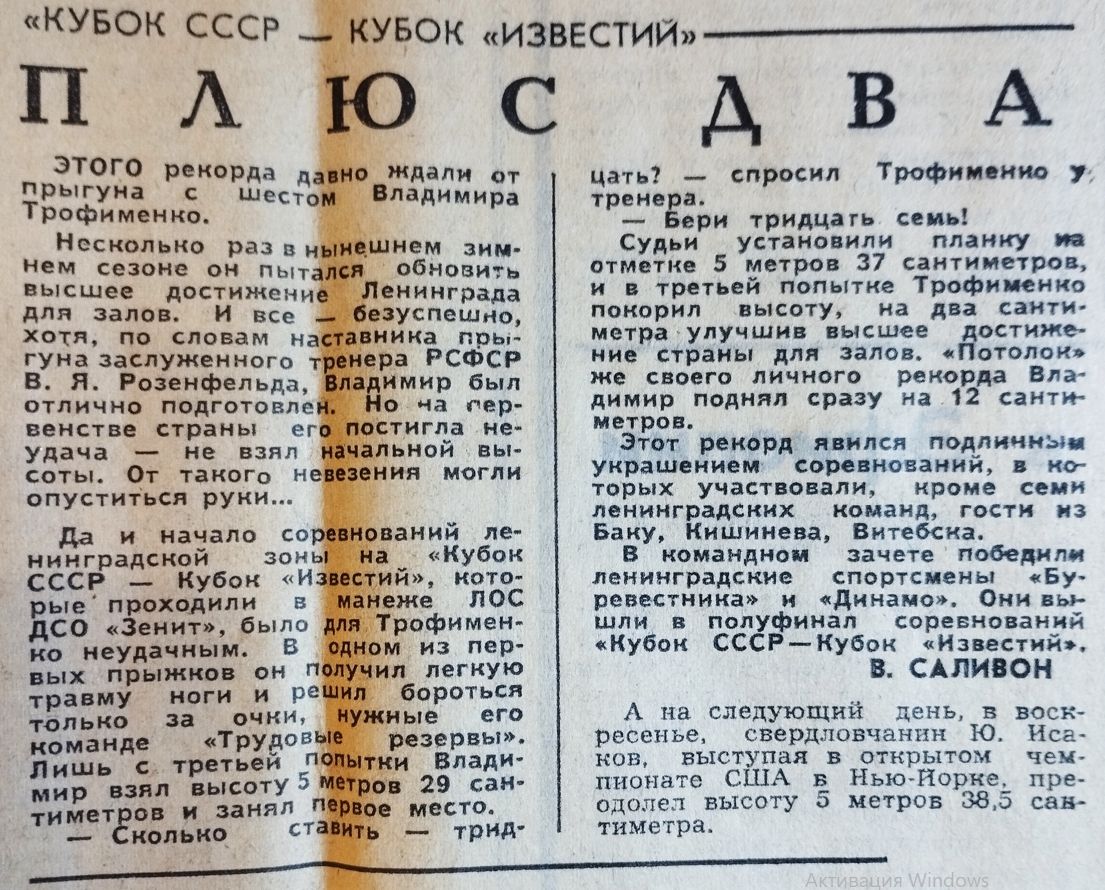 «КУБОК СССР — КУБОК «ИЗВЕСТИЙ»
ПЛЮС ДВА
ЭТОГО рекорда давно ждали от
прыгуна с шестом Владимира
Трофименко.
Несколько раз в нынешнем зим-
нем сезоне он пытался обновить
высшее достижение Ленинграда
для залов. И все — безуспешно,
хотя, по словам наставника пры-
гуна заслуженного тренера РСФСР
В. Я. Розенфельда, Владимир был
отлично подготовлен. Но на пер-
венстве страны его постигла не-
удача — не взял начальной вы-
соты. От такого невезения могли
опуститься руки...
Да и начало соревнований ле-
нинградской зоны на «Кубок
СССР — Кубок «Известий», кото-
рые проходили в манеже ЛОС
ДСО «Зенит», было для Трофимен-
ко неудачным. В одном из пер-
вых прыжков он получил легкую
травму ноги и решил бороться
только за очки, нужные его
команде «Трудовые резервы».
Лишь с третьей попытки Влади-
мир взял высоту 5 метров 29 сан-
тиметров и занял первое место.
— Сколько ставить — трид-
цать? — спросил Трофименко у
тренера.
— Бери тридцать семь!
Судьи установили планку на
отметке 5 метров 37 сантиметров,
и в третьей попытке Трофименко
покорил высоту, на два санти-
метра улучшив высшее достиже-
ние страны для залов. «Потолок»
же своего личного рекорда Вла-
димир поднял сразу на 12 санти-
метров.
Этот рекорд явился подлинным
украшением соревнований, в ко-
торых участвовали, кроме семи
ленинградских команд, гости из
Баку, Кишинева, Витебска.
В командном зачете победили
ленинградские спортсмены «Бу-
ревестника» и «Динамо». Они вы-
шли в полуфинал соревнований
«Кубок СССР—Кубок «Известий».
В. САЛИВОН
А на следующий день, в воск-
ресенье, свердловчанин Ю. Иса-
ков, выступая в открытом чем-
пионате США в Нью-Йорке, пре-
одолел высоту 5 метров 38,5 сан-
тиметра.
Активация Windows